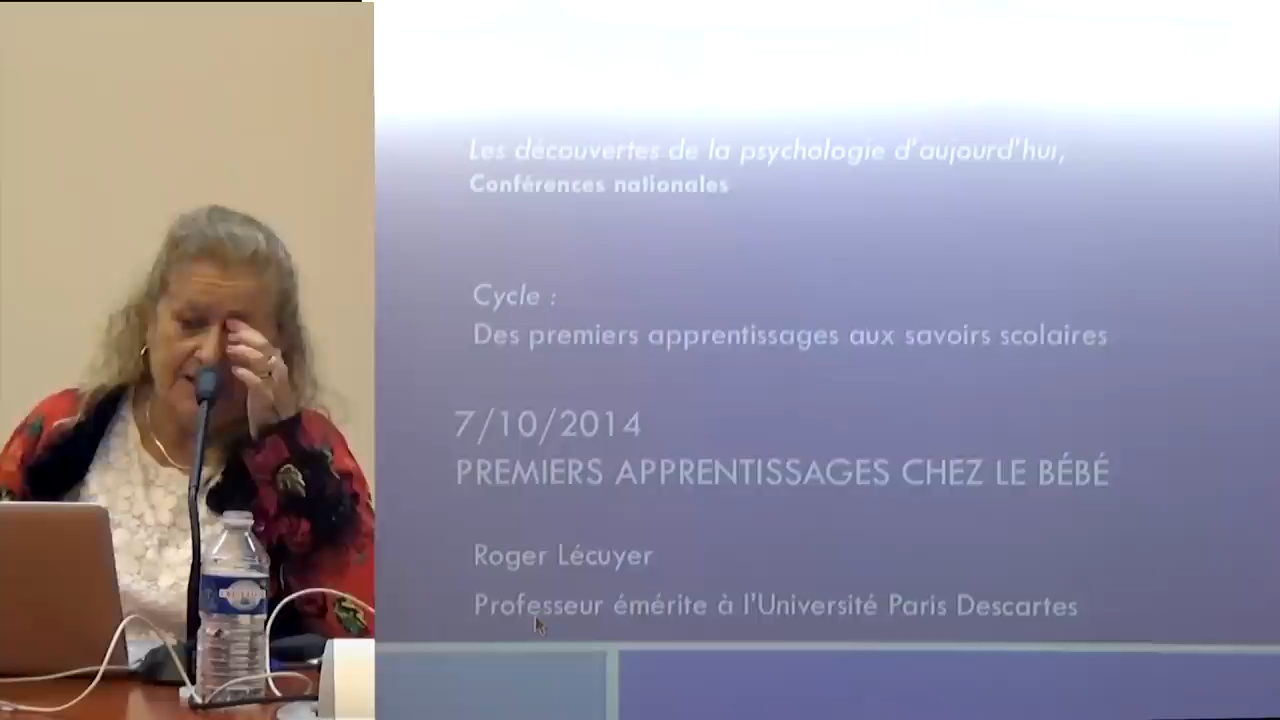 Les découvertes de la psychologie d'aujourd'hui,
Conférences nationales
Cycle :
Des premiers apprentissages aux savoirs scolaires
7/10/2014
PREMIERS APPRENTISSAGES CHEZ LE BÉBÉ
Roger Lécuyer
Professeur émérite à l'Université Paris Descartes